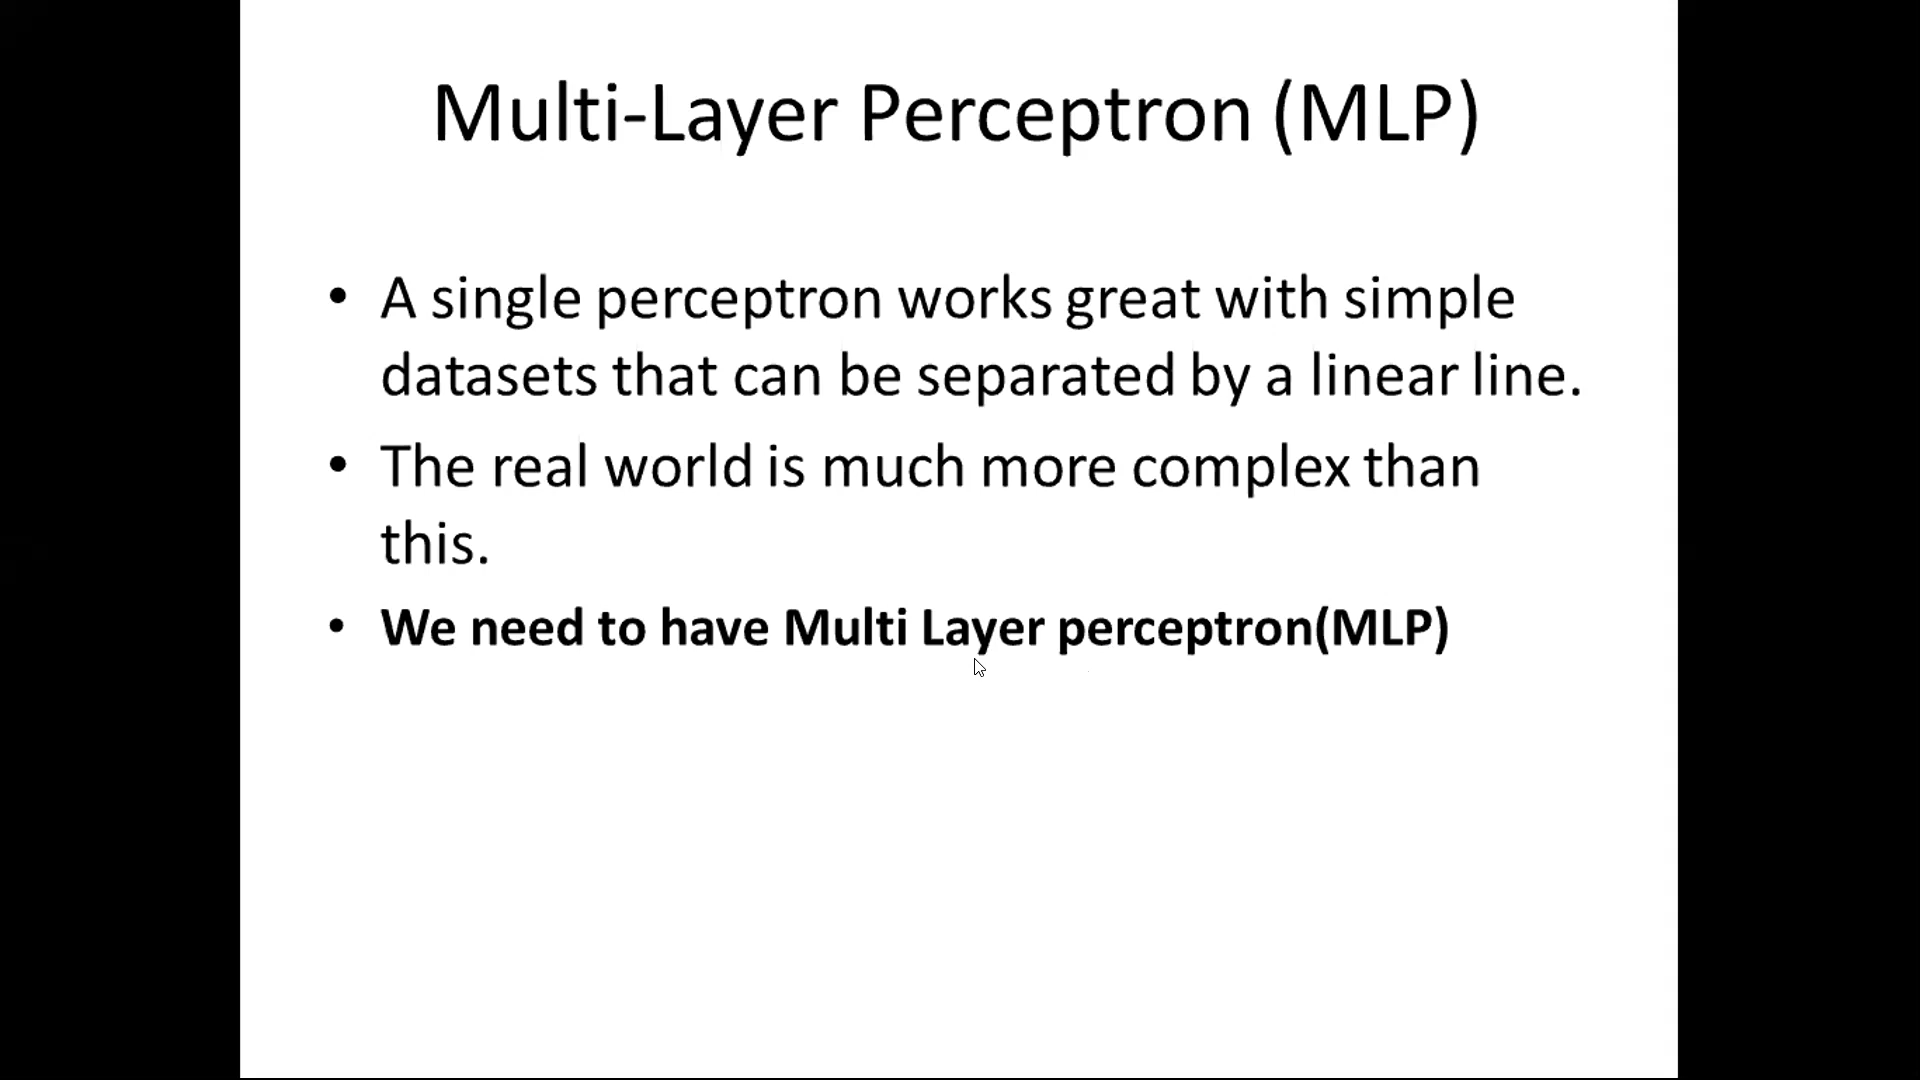 Multi-Layer Perceptron (MLP)
• A single perceptron works great with simple
datasets that can be separated by a linear line.
• The real world is much more complex than
this.
• We need to have Multi Layer perceptron(MLP)